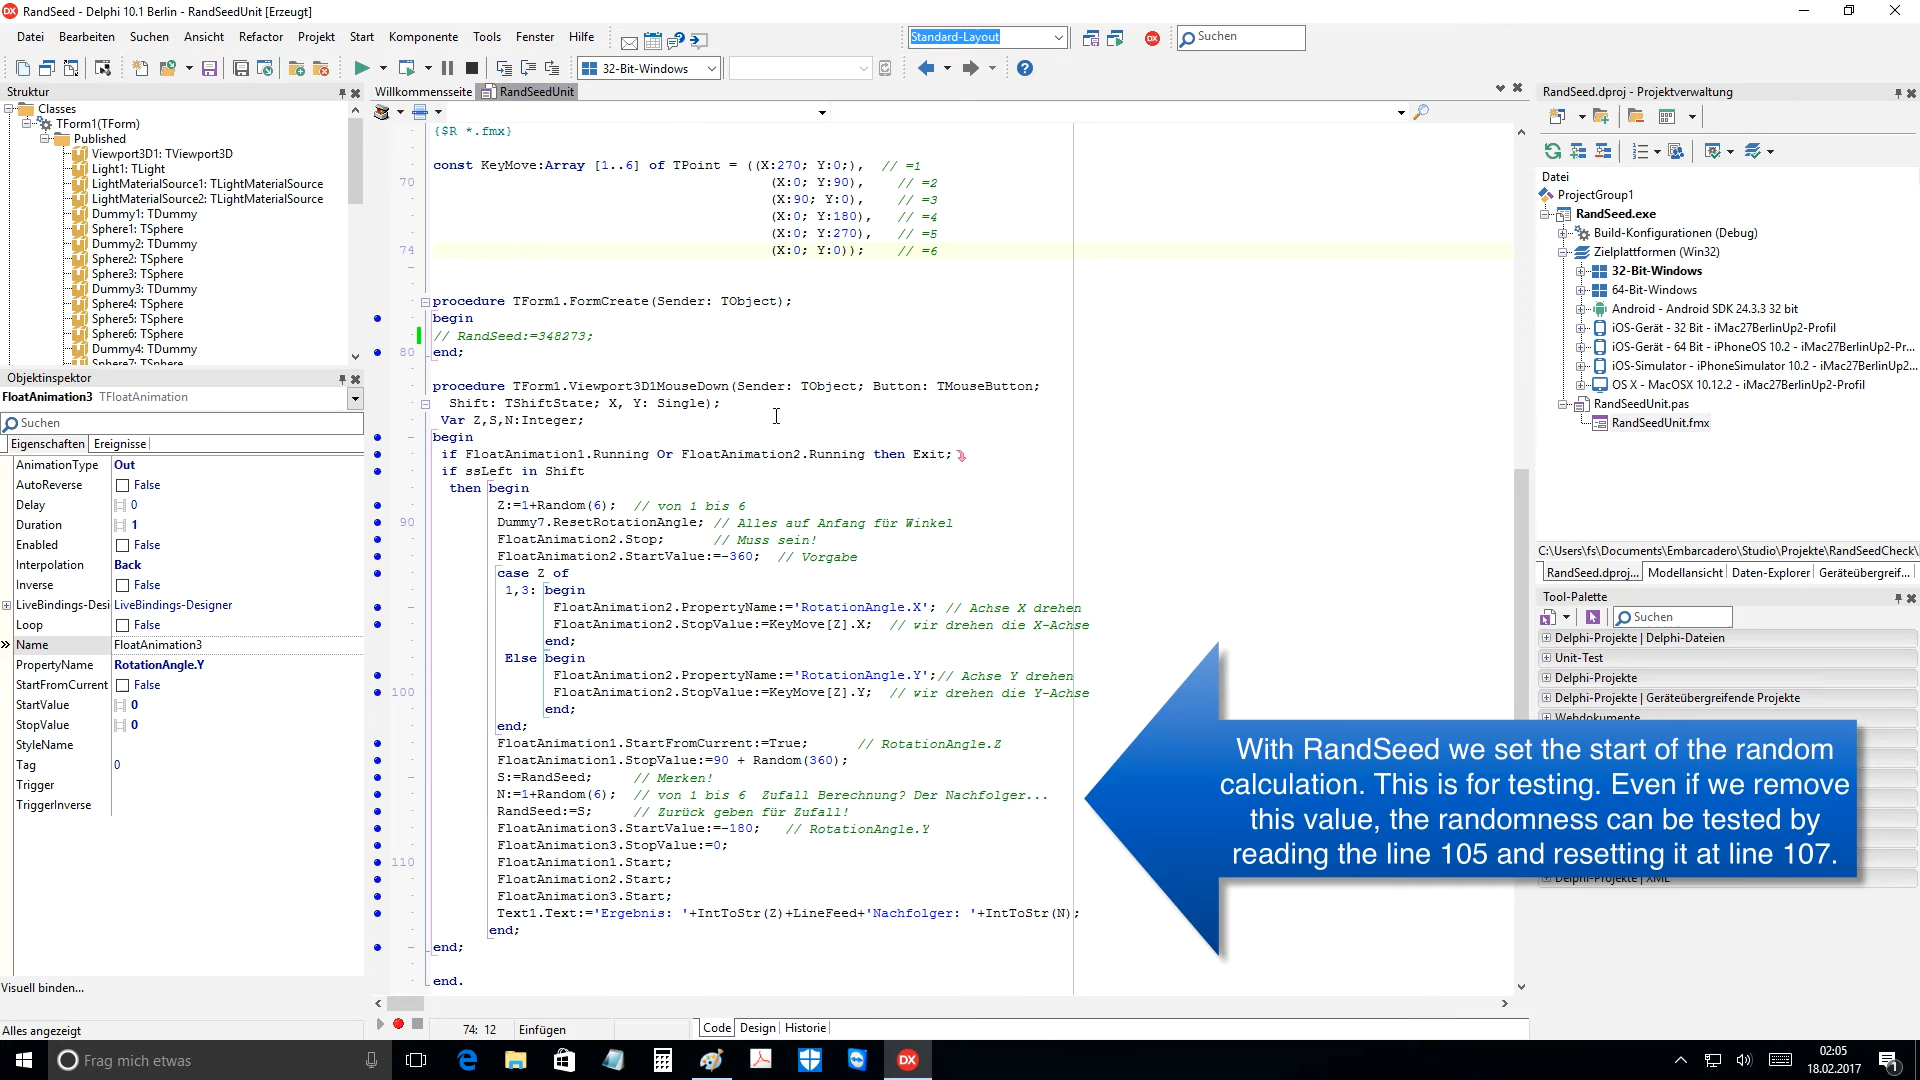 RandSeed - Delphi 10.1 Berlin - RandSeedUnit [Erzeugt]
Datei Bearbeiten Suchen Ansicht Refactor Projekt Start Komponente Tools Fenster Hilfe
Standard-Layout
Suchen
32-Bit-Windows
Struktur
Classes
TForm1(TForm)
Published
Viewport3D1: TViewport3D
Light1: TLight
LightMaterialSource1: TLightMaterialSource
LightMaterialSource2: TLightMaterialSource
Dummy1: TDummy
Sphere1: TSphere
Dummy2: TDummy
Sphere2: TSphere
Sphere3: TSphere
Dummy3: TDummy
Sphere4: TSphere
Sphere5: TSphere
Sphere6: TSphere
Dummy4: TDummy
Sphere7: TSphere
Objektinspektor
FloatAnimation3 TFloatAnimation
Suchen
Eigenschaften Ereignisse
AnimationType Out
AutoReverse False
Delay 0
Duration 1
Enabled False
Interpolation Back
Inverse False
LiveBindings-Desi LiveBindings-Designer
Loop False
Name FloatAnimation3
PropertyName RotationAngle.Y
StartFromCurrent False
StartValue 0
StopValue 0
StyleName
Tag 0
Trigger
TriggerInverse
Visuell binden...
Alles angezeigt
Willkommensseite RandSeedUnit
{$R *.fmx}
const KeyMove:Array [1..6] of TPoint = ((X:270; Y:0;), // =1
70 (X:0; Y:90), // =2
(X:90; Y:0), // =3
(X:0; Y:180), // =4
(X:0; Y:270), // =5
74 (X:0; Y:0)); // =6
procedure TForm1.FormCreate(Sender: TObject);
begin
// RandSeed:=348273;
80 end;
procedure TForm1.Viewport3D1MouseDown(Sender: TObject; Button: TMouseButton;
Shift: TShiftState; X, Y: Single);
Var Z,S,N:Integer;
begin
if FloatAnimation1.Running Or FloatAnimation2.Running then Exit;
if ssLeft in Shift
then begin
Z:=1+Random(6); // von 1 bis 6
90 Dummy7.ResetRotationAngle; // Alles auf Anfang für Winkel
FloatAnimation2.Stop; // Muss sein!
FloatAnimation2.StartValue:=-360; // Vorgabe
case Z of
1,3: begin
FloatAnimation2.PropertyName:='RotationAngle.X'; // Achse X drehen
FloatAnimation2.StopValue:=KeyMove[Z].X; // wir drehen die X-Achse
end;
Else begin
FloatAnimation2.PropertyName:='RotationAngle.Y';// Achse Y drehen
100 FloatAnimation2.StopValue:=KeyMove[Z].Y; // wir drehen die Y-Achse
end;
end;
FloatAnimation1.StartFromCurrent:=True; // RotationAngle.Z
FloatAnimation1.StopValue:=90 + Random(360);
S:=RandSeed; // Merken!
N:=1+Random(6); // von 1 bis 6 Zufall Berechnung? Der Nachfolger...
RandSeed:=S; // Zurück geben für Zufall!
FloatAnimation3.StartValue:=-180; // RotationAngle.Y
FloatAnimation3.StopValue:=0;
110 FloatAnimation1.Start;
FloatAnimation2.Start;
FloatAnimation3.Start;
Text1.Text:='Ergebnis: '+IntToStr(Z)+LineFeed+'Nachfolger: '+IntToStr(N);
end;
end;
end.
74: 12 Einfügen Code Design Historie
With RandSeed we set the start of the random
calculation. This is for testing. Even if we remove
this value, the randomness can be tested by
reading the line 105 and resetting it at line 107.
RandSeed.dproj - Projektverwaltung
Datei
ProjectGroup1
RandSeed.exe
Build-Konfigurationen (Debug)
Zielplattformen (Win32)
32-Bit-Windows
64-Bit-Windows
Android - Android SDK 24.3.3 32 bit
iOS-Gerät - 32 Bit - iMac27BerlinUp2-Profil
iOS-Gerät - 64 Bit - iPhoneOS 10.2 - iMac27BerlinUp2-Pr...
iOS-Simulator - iPhoneSimulator 10.2 - iMac27BerlinUp2...
OS X - MacOSX 10.12.2 - iMac27BerlinUp2-Profil
RandSeedUnit.pas
RandSeedUnit.fmx
C:\Users\fs\Documents\Embarcadero\Studio\Projekte\RandSeedCheck\
RandSeed.dproj... Modellansicht Daten-Explorer Geräteübergreif...
Tool-Palette
Suchen
Delphi-Projekte | Delphi-Dateien
Unit-Test
Delphi-Projekte
Delphi-Projekte | Geräteübergreifende Projekte
Webdokumente
Delphi-Projekte | XML
Frag mich etwas
02:05
18.02.2017